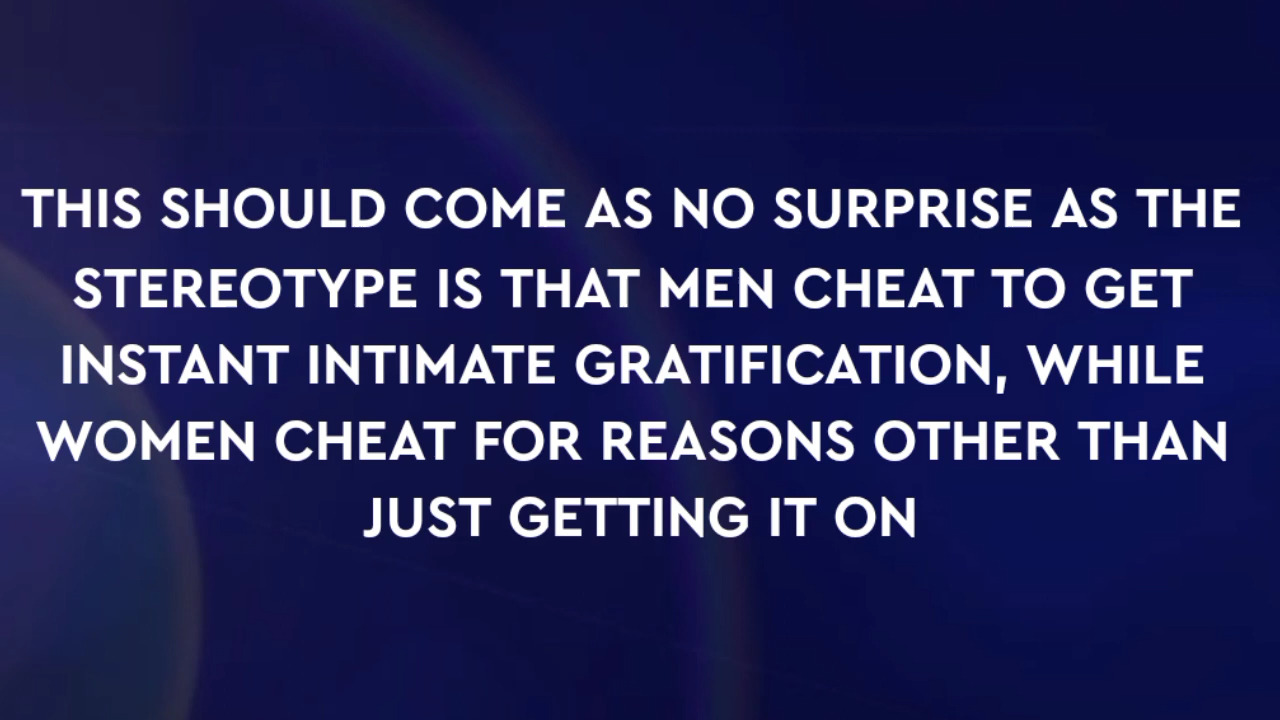 THIS SHOULD COME AS NO SURPRISE AS THE
STEREOTYPE IS THAT MEN CHEAT TO GET
INSTANT INTIMATE GRATIFICATION, WHILE
WOMEN CHEAT FOR REASONS OTHER THAN
JUST GETTING IT ON